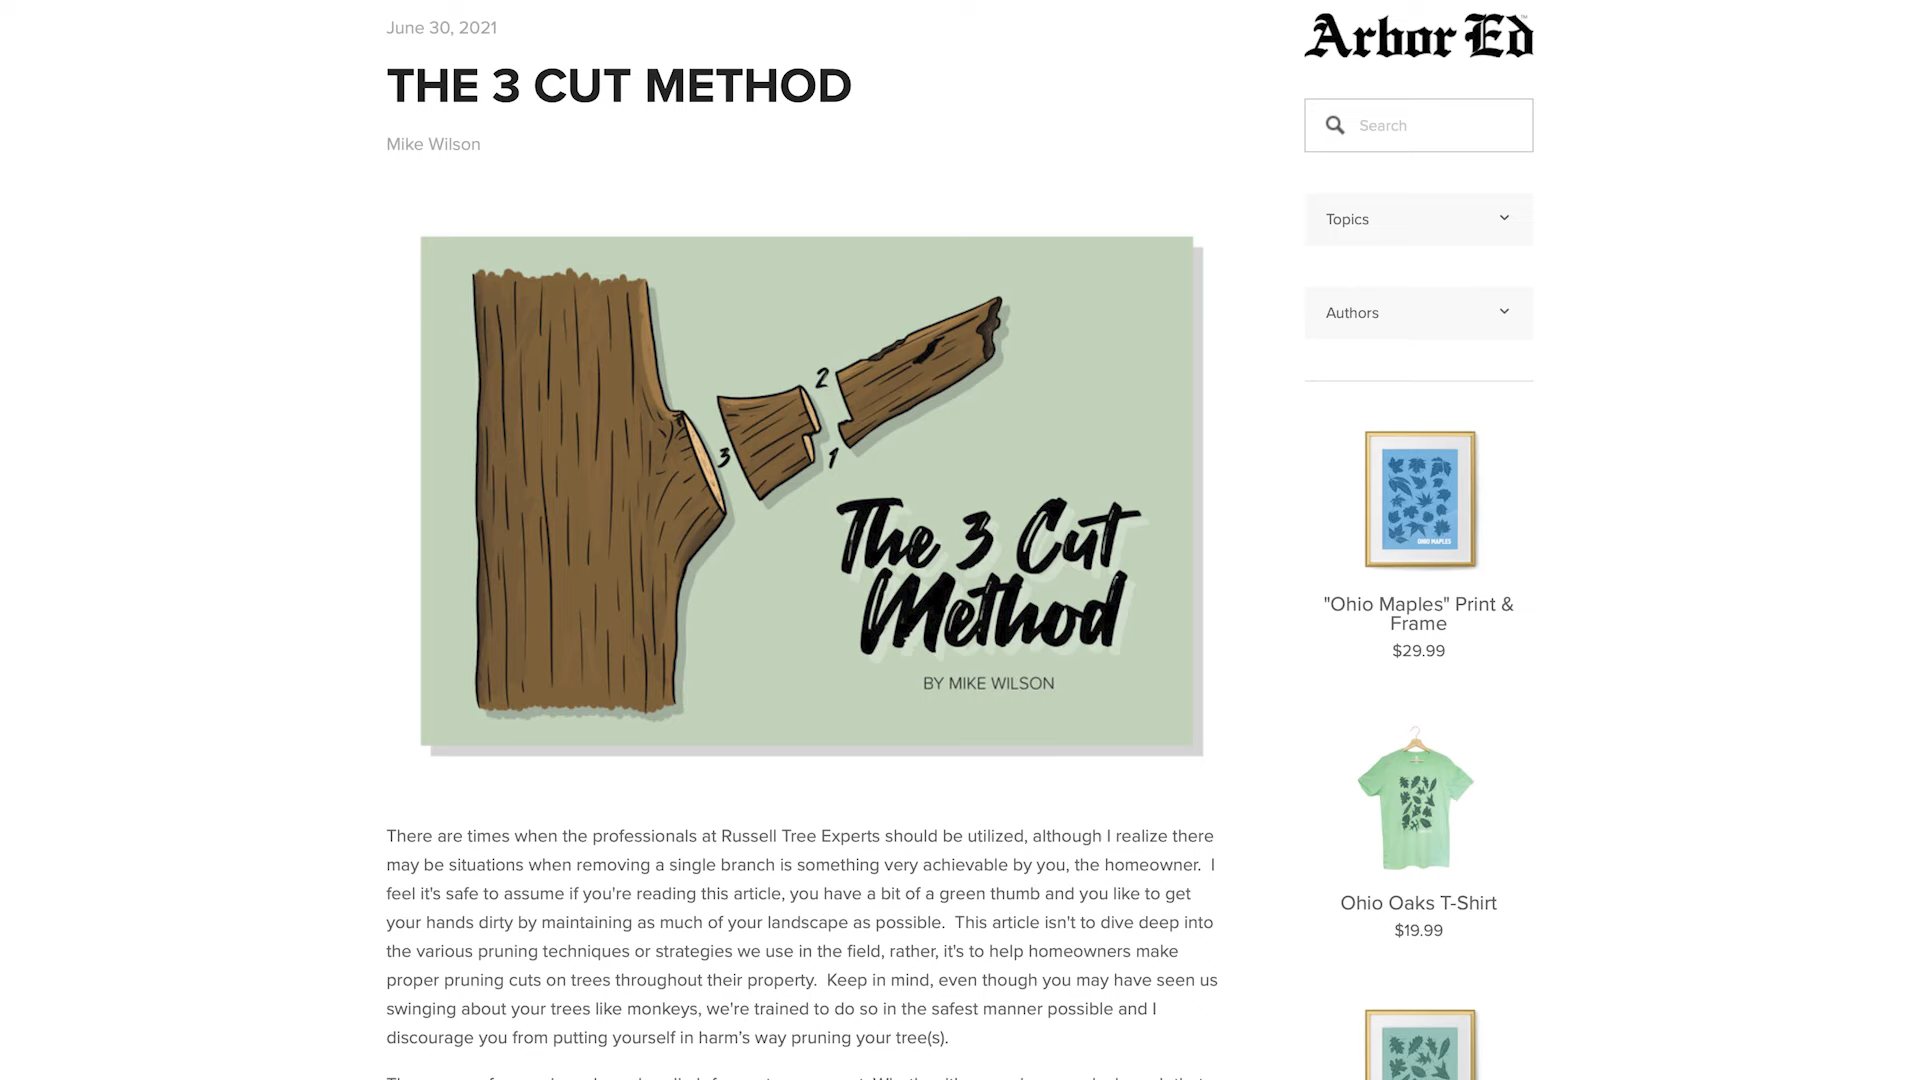 June 30, 2021
THE 3 CUT METHOD
Mike Wilson
2
3
1
The 3 Cut
Method
BY MIKE WILSON
There are times when the professionals at Russell Tree Experts should be utilized, although I realize there
may be situations when removing a single branch is something very achievable by you, the homeowner.  I
feel it's safe to assume if you're reading this article, you have a bit of a green thumb and you like to get
your hands dirty by maintaining as much of your landscape as possible.  This article isn't to dive deep into
the various pruning techniques or strategies we use in the field, rather, it's to help homeowners make
proper pruning cuts on trees throughout their property.  Keep in mind, even though you may have seen us
swinging about your trees like monkeys, we're trained to do so in the safest manner possible and I
discourage you from putting yourself in harm’s way pruning your tree(s).
Arbor Ed
Search
Topics
Authors
OHIO MAPLES
"Ohio Maples" Print &
Frame
$29.99
Ohio Oaks T-Shirt
$19.99